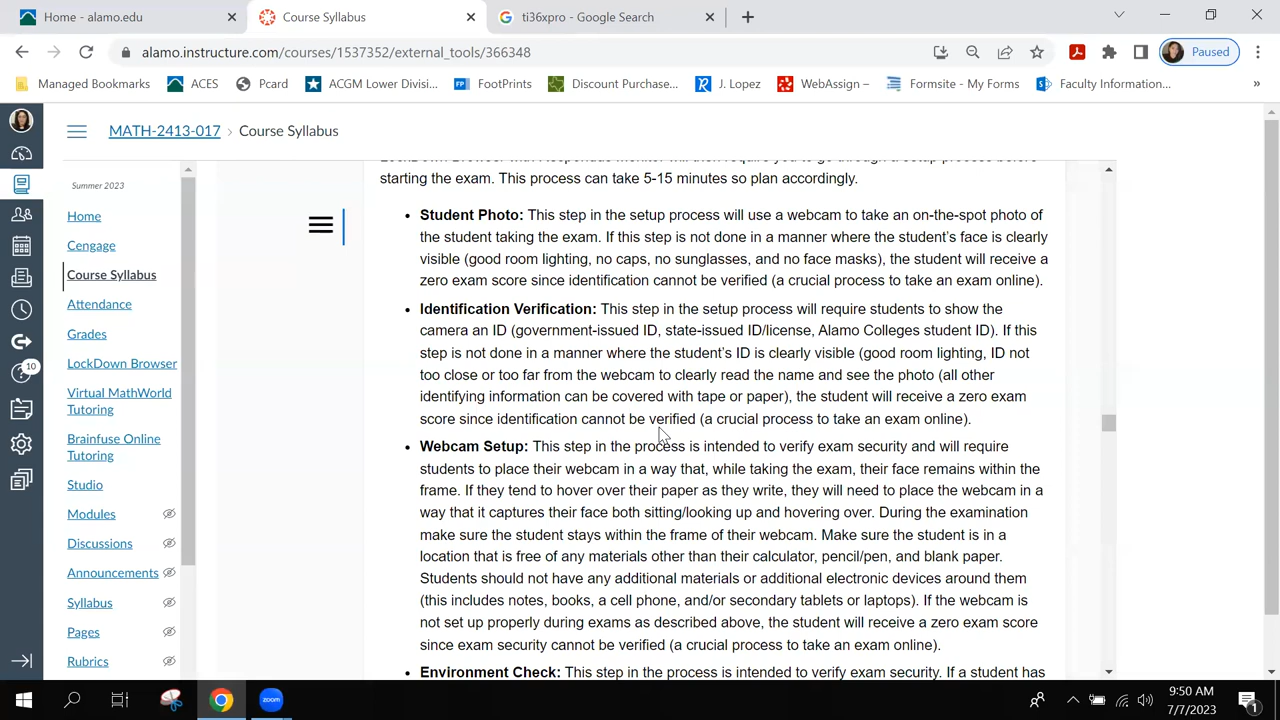 Home - alamo.edu
Course Syllabus
ti36xpro - Google Search
alamo.instructure.com/courses/1537352/external_tools/366348
Paused
Managed Bookmarks
ACES
Pcard
ACGM Lower Divisi...
FootPrints
Discount Purchase...
J. Lopez
WebAssign –
Formsite - My Forms
Faculty Information...
»
MATH-2413-017 › Course Syllabus
Summer 2023
Home
Cengage
Course Syllabus
Attendance
Grades
LockDown Browser
Virtual MathWorld
Tutoring
Brainfuse Online
Tutoring
Studio
Modules
Discussions
Announcements
Syllabus
Pages
Rubrics
10
LockDown Browser with Respondus Monitor will then require you to go through a setup process before
starting the exam. This process can take 5-15 minutes so plan accordingly.
• Student Photo: This step in the setup process will use a webcam to take an on-the-spot photo of
the student taking the exam. If this step is not done in a manner where the student's face is clearly
visible (good room lighting, no caps, no sunglasses, and no face masks), the student will receive a
zero exam score since identification cannot be verified (a crucial process to take an exam online).
• Identification Verification: This step in the setup process will require students to show the
camera an ID (government-issued ID, state-issued ID/license, Alamo Colleges student ID). If this
step is not done in a manner where the student's ID is clearly visible (good room lighting, ID not
too close or too far from the webcam to clearly read the name and see the photo (all other
identifying information can be covered with tape or paper), the student will receive a zero exam
score since identification cannot be verified (a crucial process to take an exam online).
• Webcam Setup: This step in the process is intended to verify exam security and will require
students to place their webcam in a way that, while taking the exam, their face remains within the
frame. If they tend to hover over their paper as they write, they will need to place the webcam in a
way that it captures their face both sitting/looking up and hovering over. During the examination
make sure the student stays within the frame of their webcam. Make sure the student is in a
location that is free of any materials other than their calculator, pencil/pen, and blank paper.
Students should not have any additional materials or additional electronic devices around them
(this includes notes, books, a cell phone, and/or secondary tablets or laptops). If the webcam is
not set up properly during exams as described above, the student will receive a zero exam score
since exam security cannot be verified (a crucial process to take an exam online).
• Environment Check: This step in the process is intended to verify exam security. If a student has
zoom
9:50 AM
7/7/2023
1